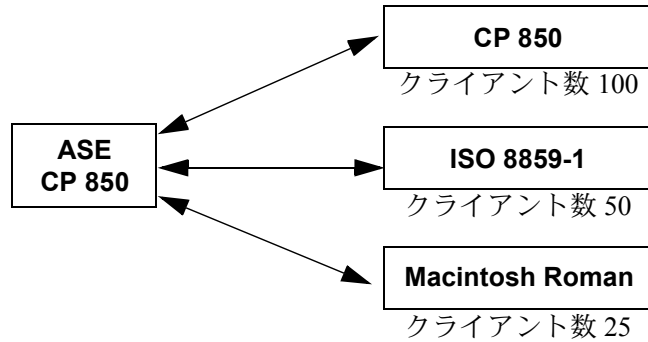 CP 850
クライアント数 100
ASE
CP 850
ISO 8859-1
クライアント数 50
Macintosh Roman
クライアント数 25